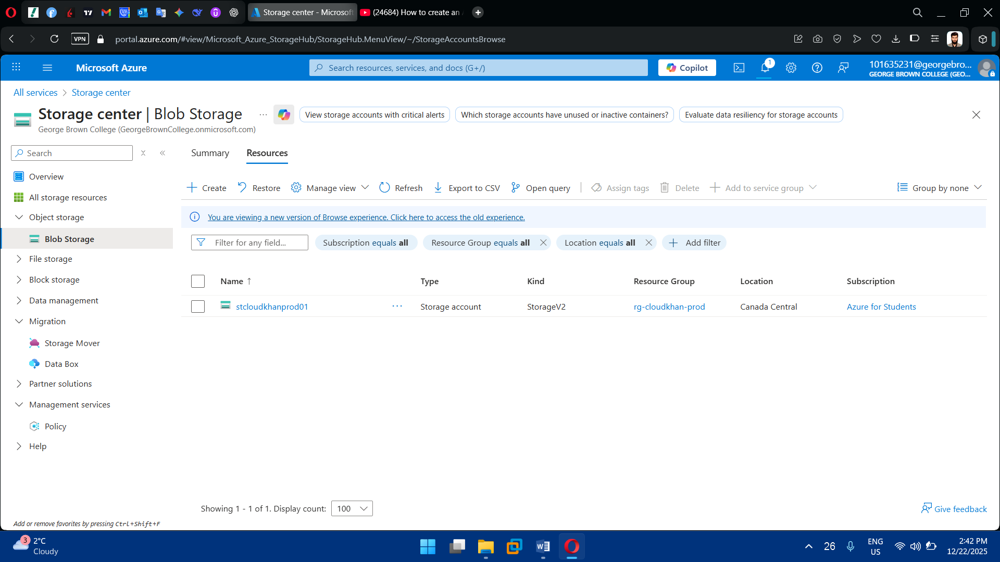 Storage center - Microsoft
(24684) How to create an
VPN
portal.azure.com/#view/Microsoft_Azure_StorageHub/StorageHub.MenuView/~/StorageAccountsBrowse
Microsoft Azure
Search resources, services, and docs (G+/)
Copilot
1
101635231@georgebro...
GEORGE BROWN COLLEGE (GEO...
All services > Storage center
Storage center | Blob Storage
...
View storage accounts with critical alerts
Which storage accounts have unused or inactive containers?
Evaluate data resiliency for storage accounts
George Brown College (GeorgeBrownCollege.onmicrosoft.com)
Search
Overview
All storage resources
Object storage
Blob Storage
File storage
Block storage
Data management
Migration
Storage Mover
Data Box
Partner solutions
Management services
Policy
Help
Add or remove favorites by pressing Ctrl+Shift+F
Summary
Resources
Create
Restore
Manage view
Refresh
Export to CSV
Open query
Assign tags
Delete
Add to service group
Group by none
You are viewing a new version of Browse experience. Click here to access the old experience.
Filter for any field...
Subscription equals all
Resource Group equals all
Location equals all
Add filter
Name ↑
Type
Kind
Resource Group
Location
Subscription
stcloudkhanprod01
...
Storage account
StorageV2
rg-cloudkhan-prod
Canada Central
Azure for Students
Showing 1 - 1 of 1. Display count: 100
Give feedback
3
2°C
Cloudy
26
ENG
US
2:42 PM
12/22/2025